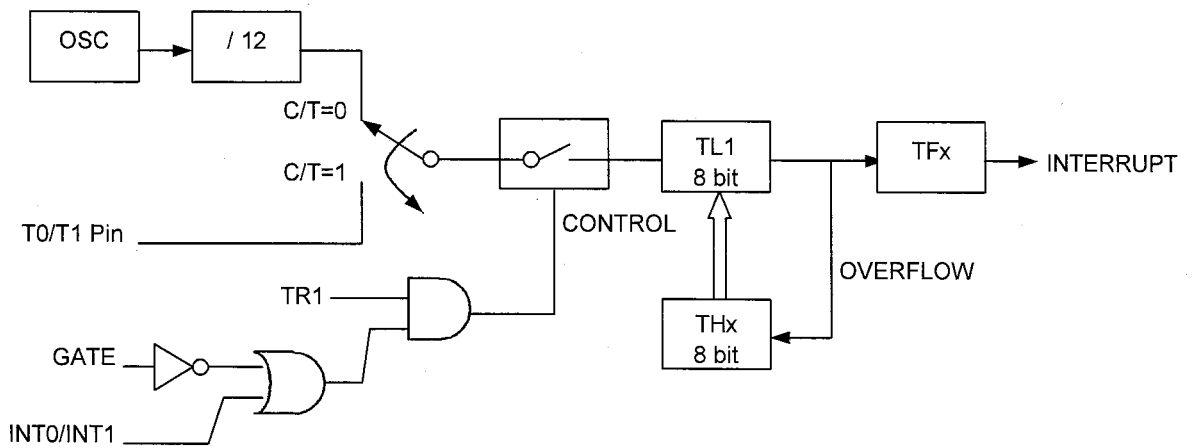 OSC
/ 12
C/T=0
C/T=1
T0/T1 Pin
TL1
8 bit
TFx
INTERRUPT
CONTROL
OVERFLOW
TR1
THx
8 bit
GATE
INT0/INT1